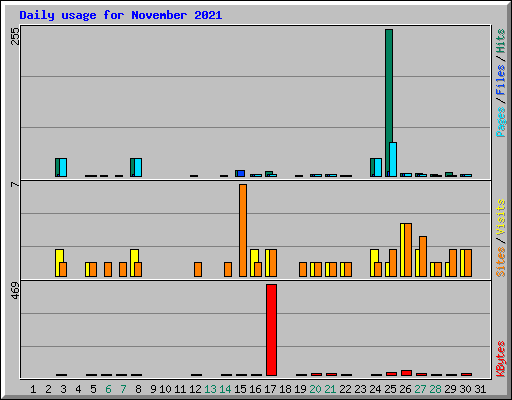 Daily usage for November 2021
255
Pages / Files / Hits
7
Sites / Visits
469
KBytes
1 2 3 4 5 6 7 8 9 10 11 12 13 14 15 16 17 18 19 20 21 22 23 24 25 26 27 28 29 30 31